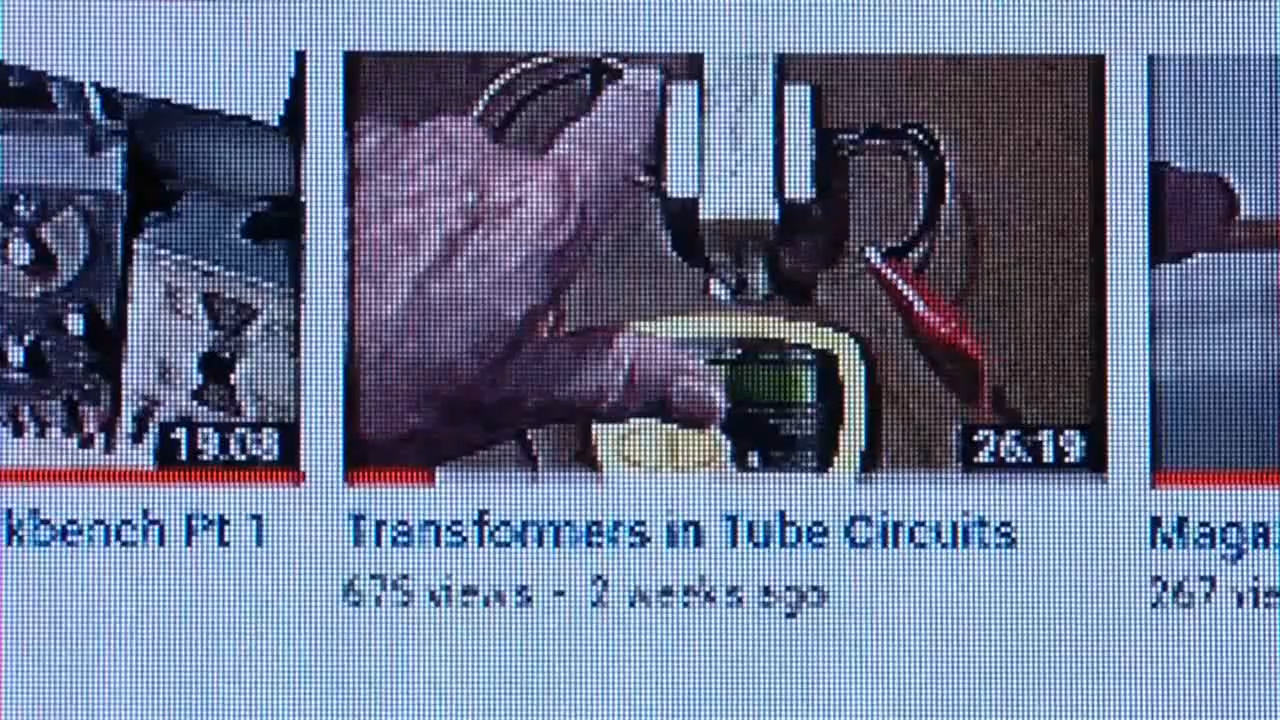 19:08
26:19
kbench Pt 1
Transformers in Tube Circuits
Maga
675 views - 2 weeks ago
267 vie